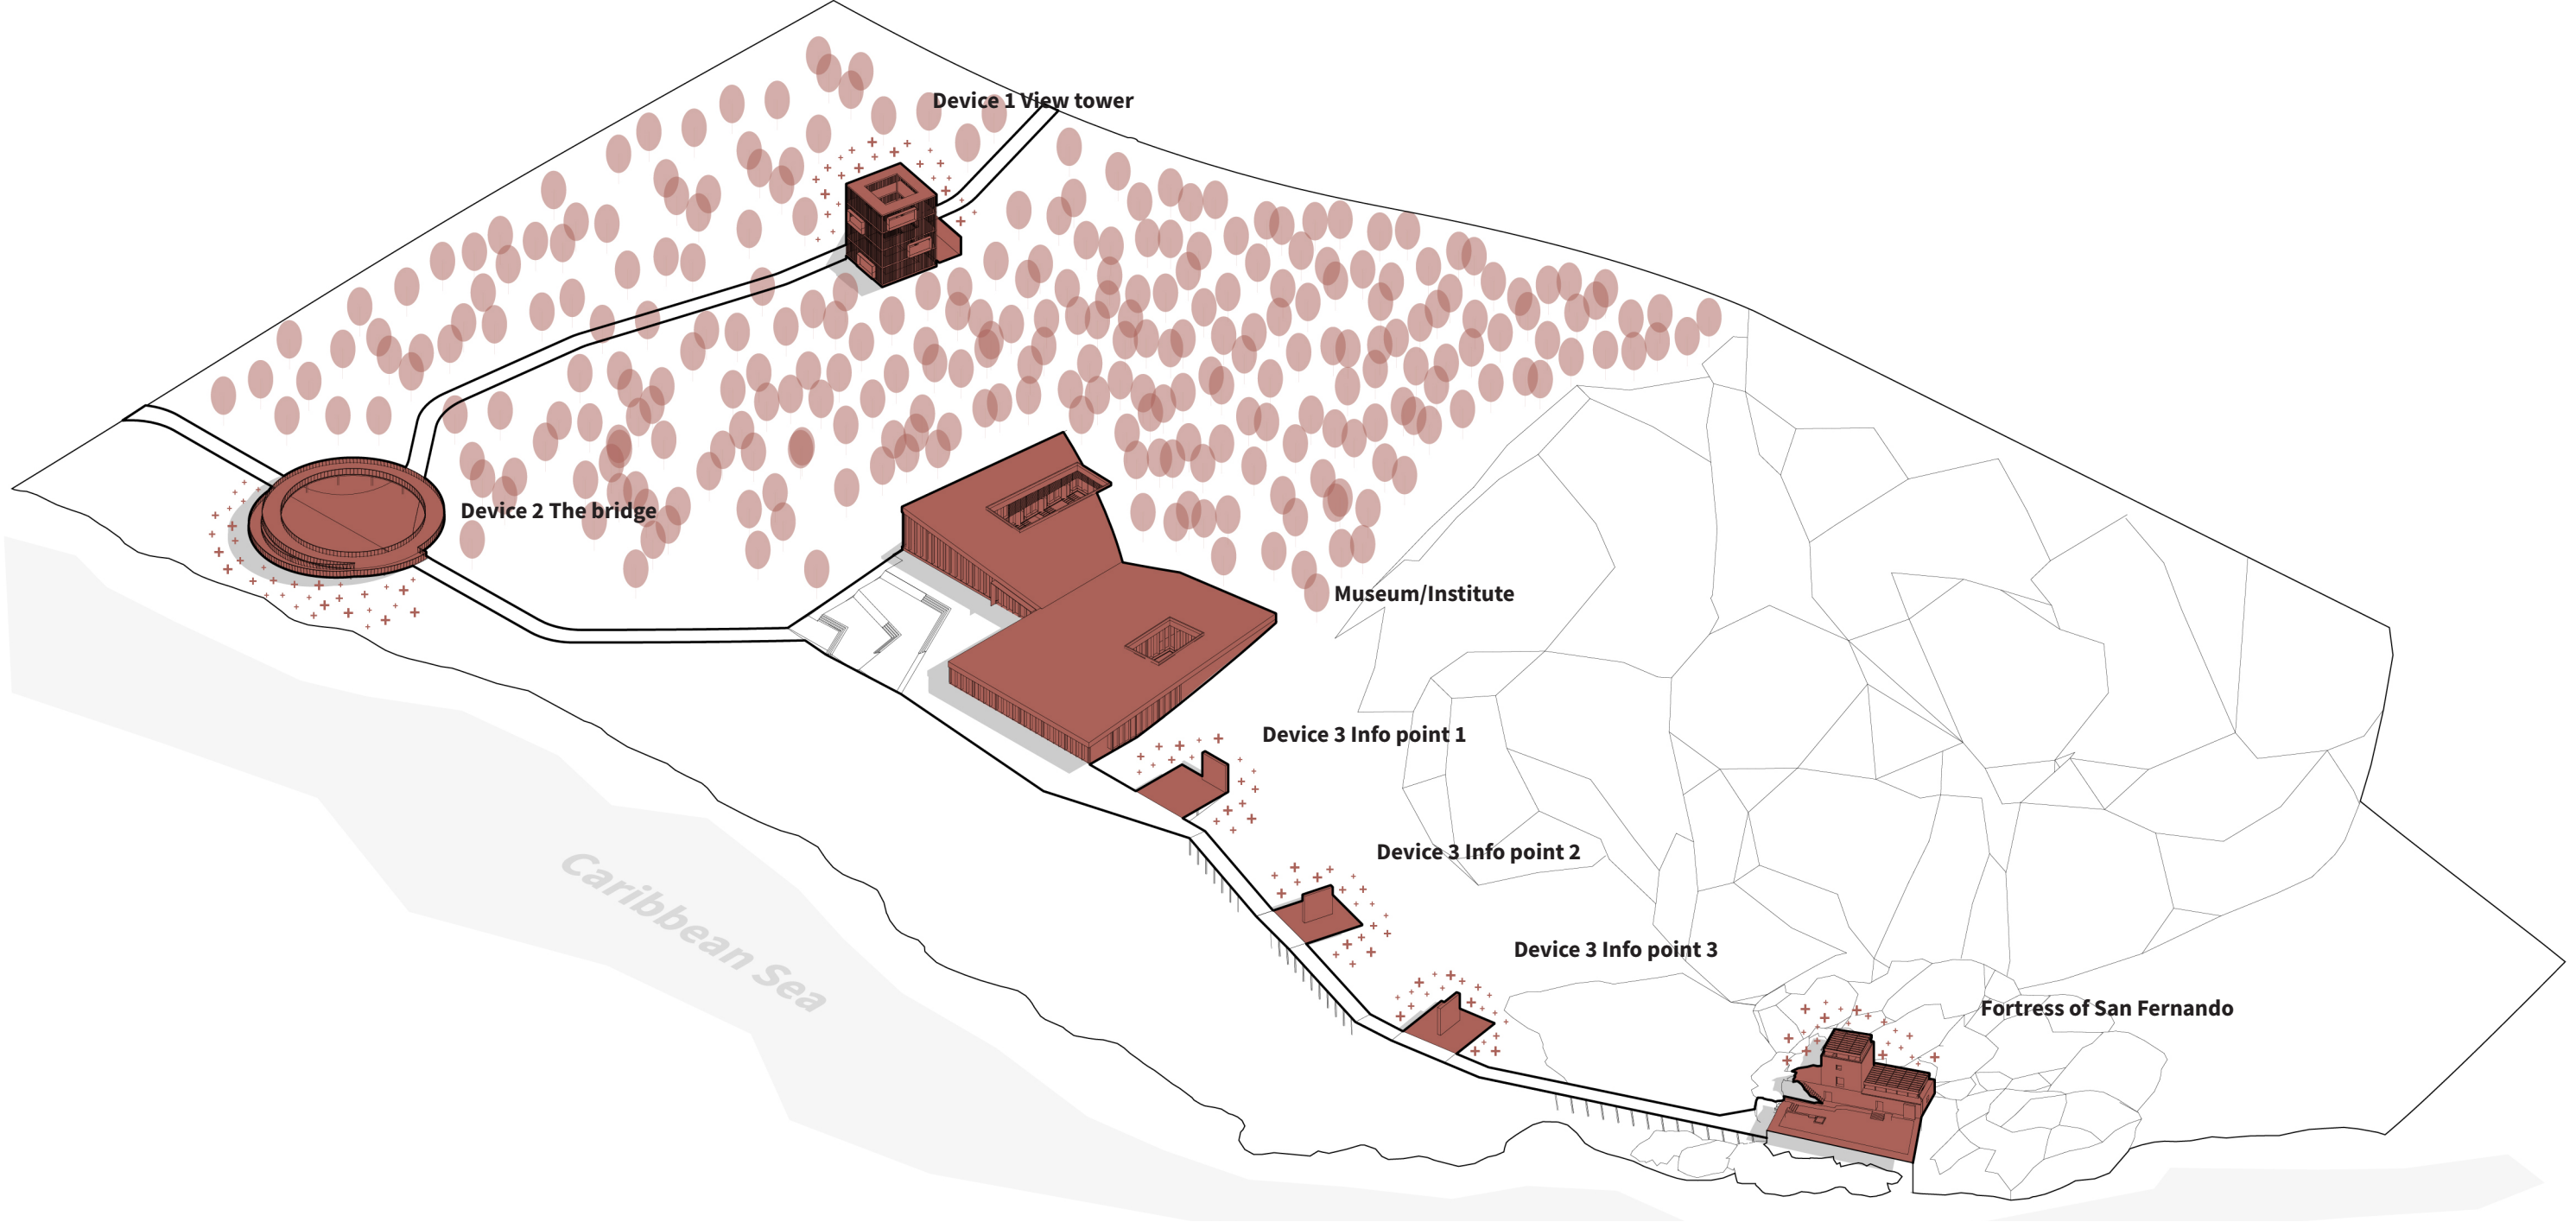 Device 1 View tower
Device 2 The bridge
Museum/Institute
Device 3 Info point 1
Device 3 Info point 2
Caribbean Sea
Device 3 Info point 3
Fortress of San Fernando